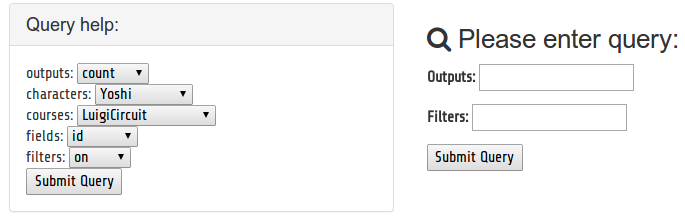 Query help:
outputs: count
characters: Yoshi
courses: LuigiCircuit
fields: id
filters: on
Submit Query
Please enter query:
Outputs:
Filters:
Submit Query